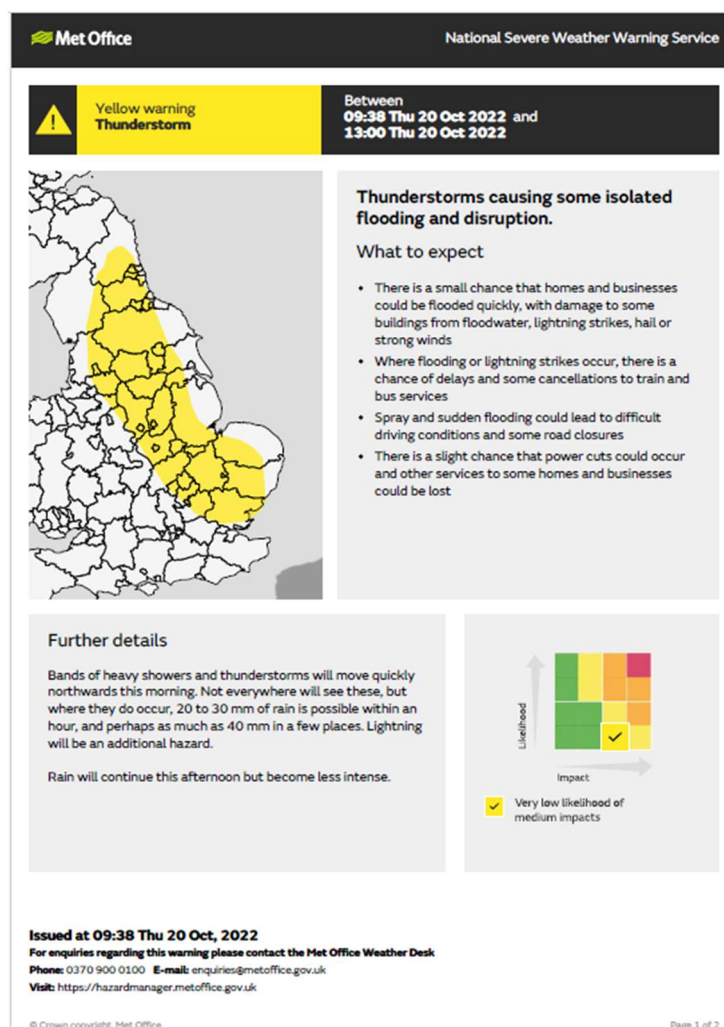 Met Office
National Severe Weather Warning Service
Yellow warning
Thunderstorm
Between
09:38 Thu 20 Oct 2022 and
13:00 Thu 20 Oct 2022
Thunderstorms causing some isolated
flooding and disruption.
What to expect
• There is a small chance that homes and businesses
could be flooded quickly, with damage to some
buildings from floodwater, lightning strikes, hail or
strong winds
• Where flooding or lightning strikes occur, there is a
chance of delays and some cancellations to train and
bus services
• Spray and sudden flooding could lead to difficult
driving conditions and some road closures
• There is a slight chance that power cuts could occur
and other services to some homes and businesses
could be lost
Further details
Bands of heavy showers and thunderstorms will move quickly
northwards this morning. Not everywhere will see these, but
where they do occur, 20 to 30 mm of rain is possible within an
hour, and perhaps as much as 40 mm in a few places. Lightning
will be an additional hazard.
Rain will continue this afternoon but become less intense.
Likelihood
Impact
Very low likelihood of
medium impacts
Issued at 09:38 Thu 20 Oct, 2022
For enquiries regarding this warning please contact the Met Office Weather Desk
Phone: 0370 900 0100 E-mail: enquiries@metoffice.gov.uk
Visit: https://hazardmanager.metoffice.gov.uk
© Crown copyright, Met Office
Page 1 of 2